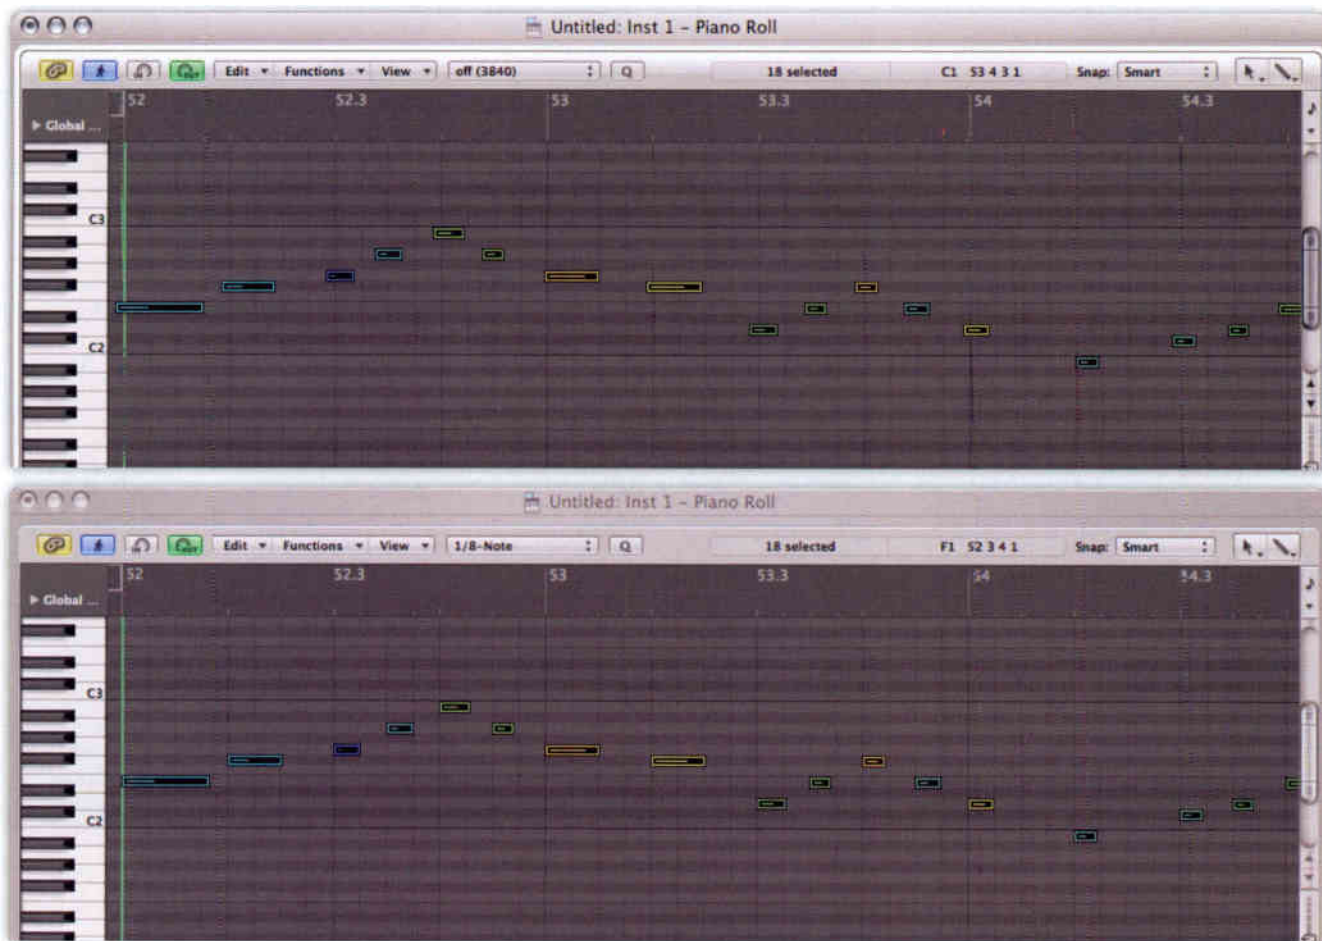 Untitled: Inst 1 – Piano Roll
Edit Functions View off (3840) Q 18 selected C1 53 4 3 1 Snap: Smart
52 52.3 53 53.3 54 54.3
Global ...
C3
C2
Untitled: Inst 1 – Piano Roll
Edit Functions View 1/8-Note Q 18 selected F1 52 3 4 1 Snap: Smart
52 52.3 53 53.3 54 54.3
Global ...
C3
C2